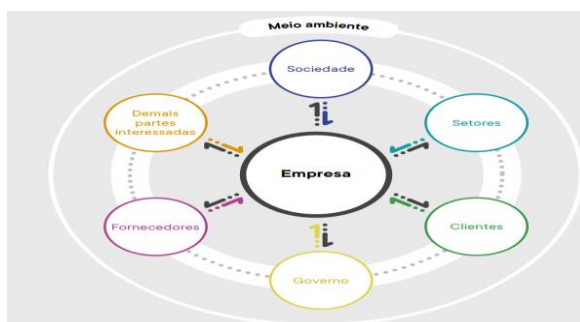 Meio ambiente
Sociedade
Demais
partes
interessadas
Setores
Empresa
Fornecedores
Clientes
Governo